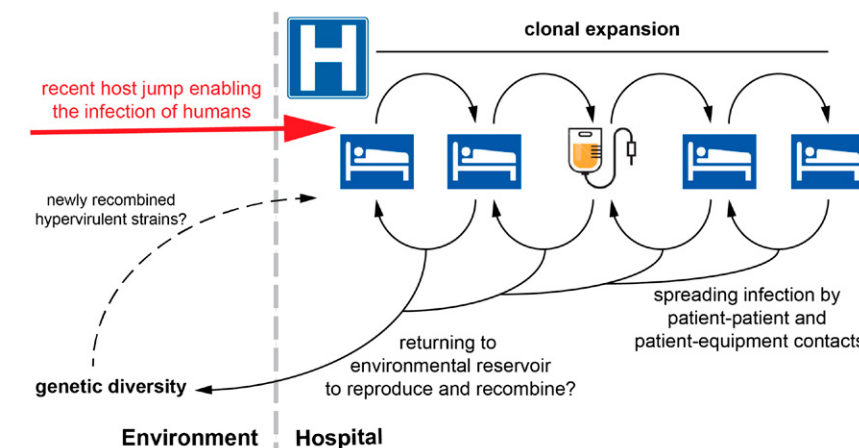 H
clonal expansion
recent host jump enabling
the infection of humans
newly recombined
hypervirulent strains?
spreading infection by
patient-patient and
patient-equipment contacts
returning to
environmental reservoir
to reproduce and recombine?
genetic diversity
Environment
Hospital